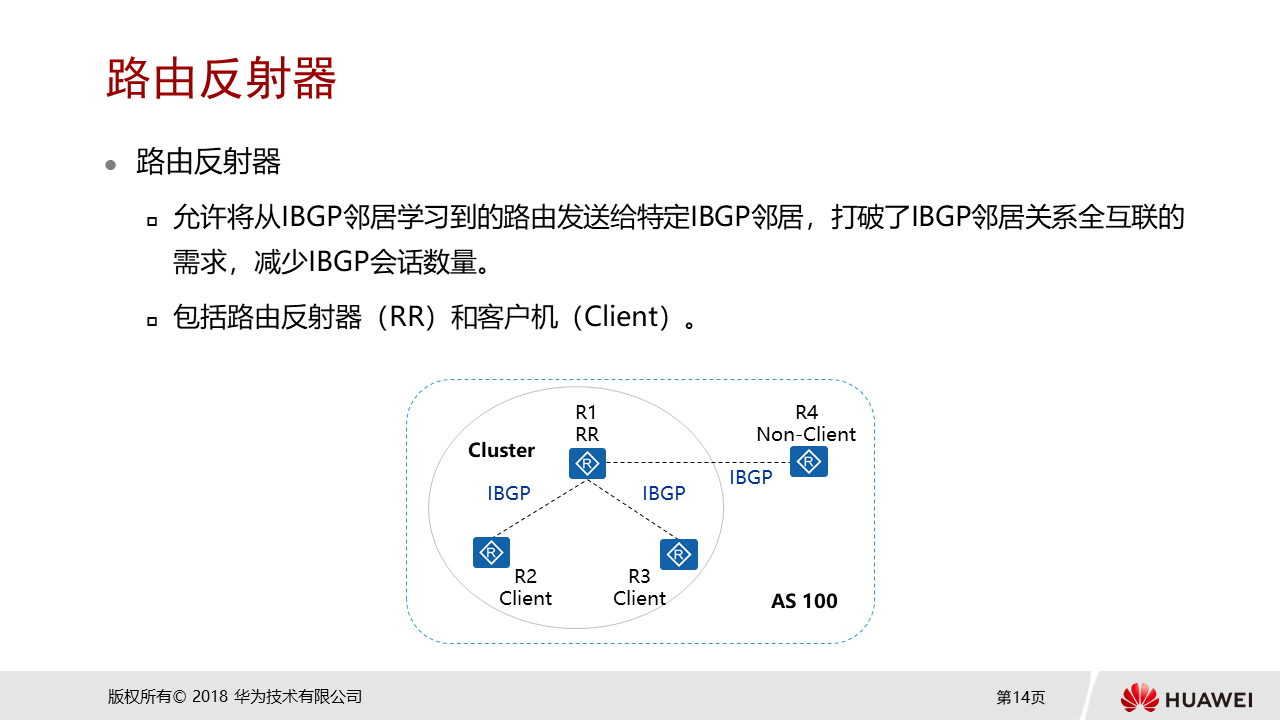 路由反射器
路由反射器
允许将从IBGP邻居学习到的路由发送给特定IBGP邻居，打破了IBGP邻居关系全互联的
需求，减少IBGP会话数量。
包括路由反射器（RR）和客户机（Client）。
R1
RR
R4
Non-Client
Cluster
R
R
IBGP
IBGP
IBGP
R
R
R2
Client
R3
Client
AS 100
版权所有© 2018 华为技术有限公司
第14页
HUAWEI